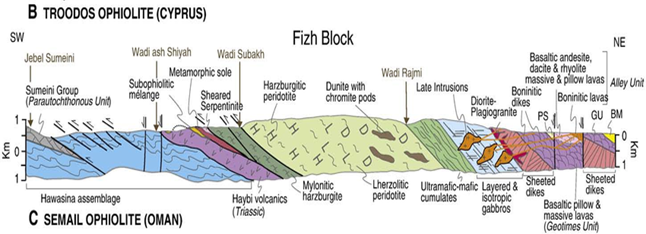 B TROODOS OPHIOLITE (CYPRUS)
SW
Fizh Block
NE
Jebel Sumeini
Wadi ash Shiyah
Wadi Subakh
Wadi Rajmi
Sumeini Group
(Parautochthonous Unit)
Subophiolitic
mélange
Metamorphic sole
Sheared
Serpentinite
Harzburgitic
peridotite
Dunite with
chromite pods
Late Intrusions
Diorite-
Plagiogranite
Boninitic
dikes
Basaltic andesite,
dacite & rhyolite
massive & pillow lavas
Alley Unit
Boninitic lavas
PS
GU
BM
1
0
Km
1
0
1
Km
Hawasina assemblage
Haybi volcanics
(Triassic)
Mylonitic
harzburgite
Lherzolitic
peridotite
Ultramafic-mafic
cumulates
Layered &
isotropic
gabbros
Sheeted
dikes
Basaltic pillow &
massive lavas
(Geotimes Unit)
Sheeted
dikes
C SEMAIL OPHIOLITE (OMAN)